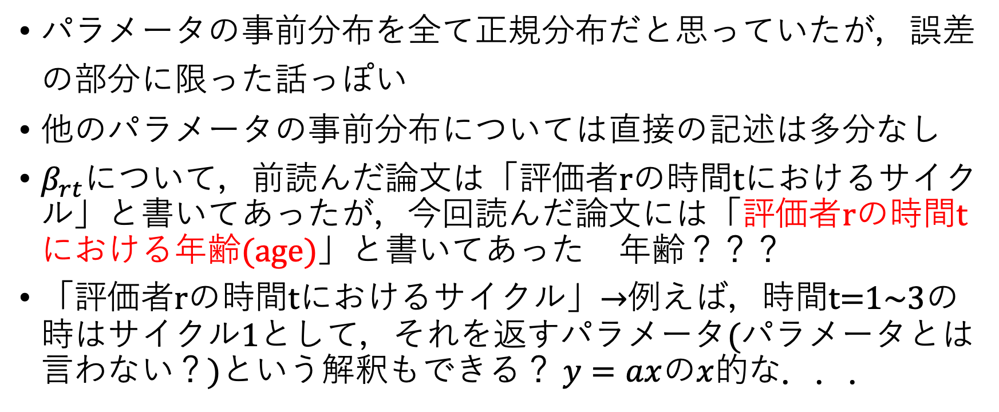 • パラメータの事前分布を全て正規分布だと思っていたが，誤差
の部分に限った話っぽい
• 他のパラメータの事前分布については直接の記述は多分なし
• βrtについて，前読んだ論文は「評価者rの時間tにおけるサイク
ル」と書いてあったが，今回読んだ論文には「評価者rの時間t
における年齢(age)」と書いてあった　年齢？？？
• 「評価者rの時間tにおけるサイクル」→例えば，時間t=1~3の
時はサイクル1として，それを返すパラメータ(パラメータとは
言わない？)という解釈もできる？ y = axのx的な．．．